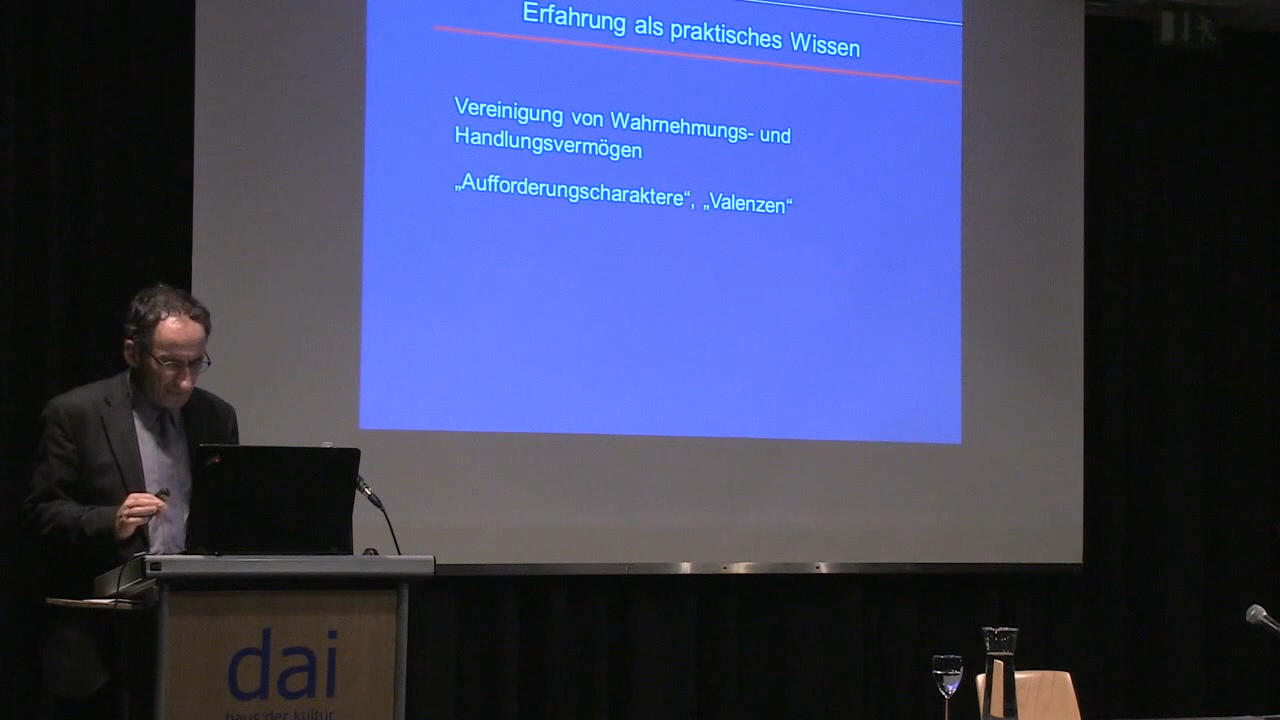 Erfahrung als praktisches Wissen
Vereinigung von Wahrnehmungs- und
Handlungsvermögen
„Aufforderungscharaktere“, „Valenzen“
dai
haus der kultur